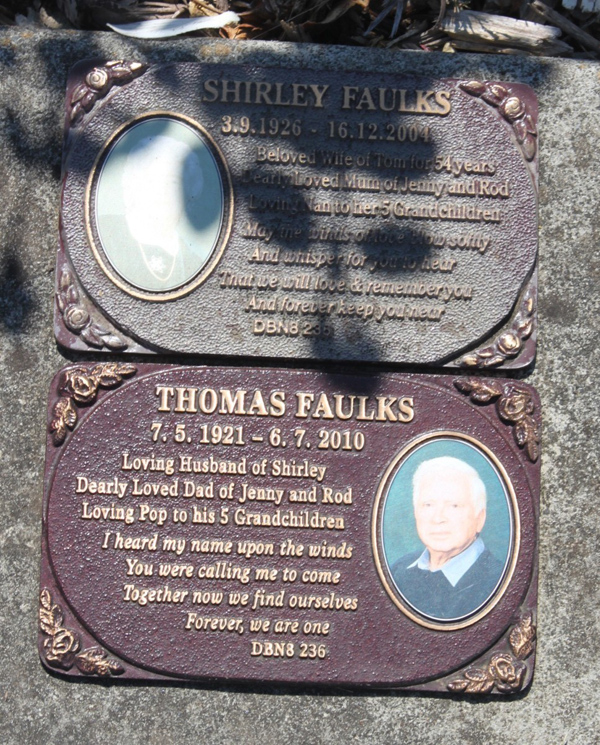 SHIRLEY FAULKS
3.9.1926 - 16.12.2004
Beloved Wife of Tom for 54 years
Dearly Loved Mum of Jenny and Rod
Loving Nan to her 5 Grandchildren
May the winds of love blow softly
And whisper for you to hear
That we will love & remember you
And forever keep you near
DBN8 236
THOMAS FAULKS
7. 5. 1921 – 6. 7. 2010
Loving Husband of Shirley
Dearly Loved Dad of Jenny and Rod
Loving Pop to his 5 Grandchildren
I heard my name upon the winds
You were calling me to come
Together now we find ourselves
Forever, we are one
DBN8 236